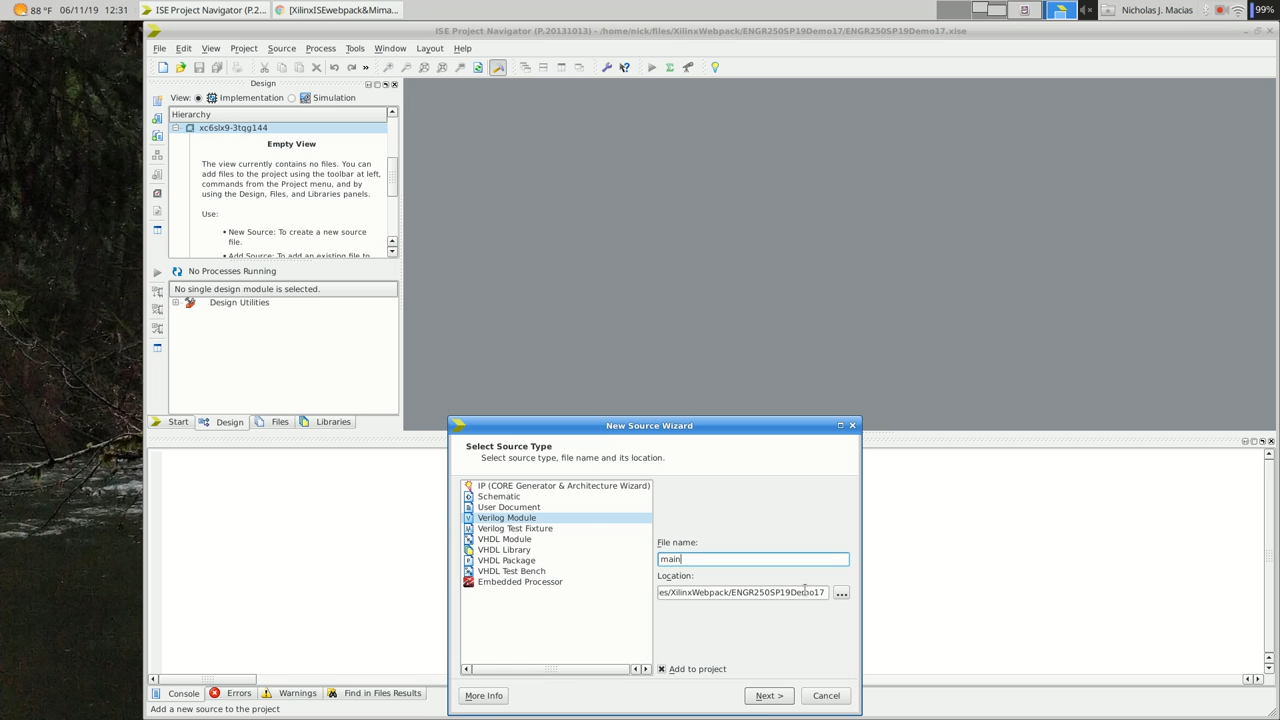 88 °F 06/11/19 12:31 ISE Project Navigator (P.2... [XilinxISEwebpack&Mima... Nicholas J. Macias 99%
ISE Project Navigator (P.20131013) - /home/nick/files/XilinxWebpack/ENGR250SP19Demo17/ENGR250SP19Demo17.xise
File Edit View Project Source Process Tools Window Layout Help
Design
View: Implementation Simulation
Hierarchy
xc6slx9-3tqg144
Empty View
The view currently contains no files. You can
add files to the project using the toolbar at left,
commands from the Project menu, and by
using the Design, Files, and Libraries panels.
Use:
• New Source: To create a new source
file.
• Add Source: To add an existing file to
No Processes Running
No single design module is selected.
Design Utilities
Start Design Files Libraries
New Source Wizard
Select Source Type
Select source type, file name and its location.
IP (CORE Generator & Architecture Wizard)
Schematic
User Document
Verilog Module
Verilog Test Fixture
VHDL Module
VHDL Library
VHDL Package
VHDL Test Bench
Embedded Processor
File name:
main
Location:
es/XilinxWebpack/ENGR250SP19Demo17 ...
Add to project
More Info Next > Cancel
Console Errors Warnings Find in Files Results
Add a new source to the project